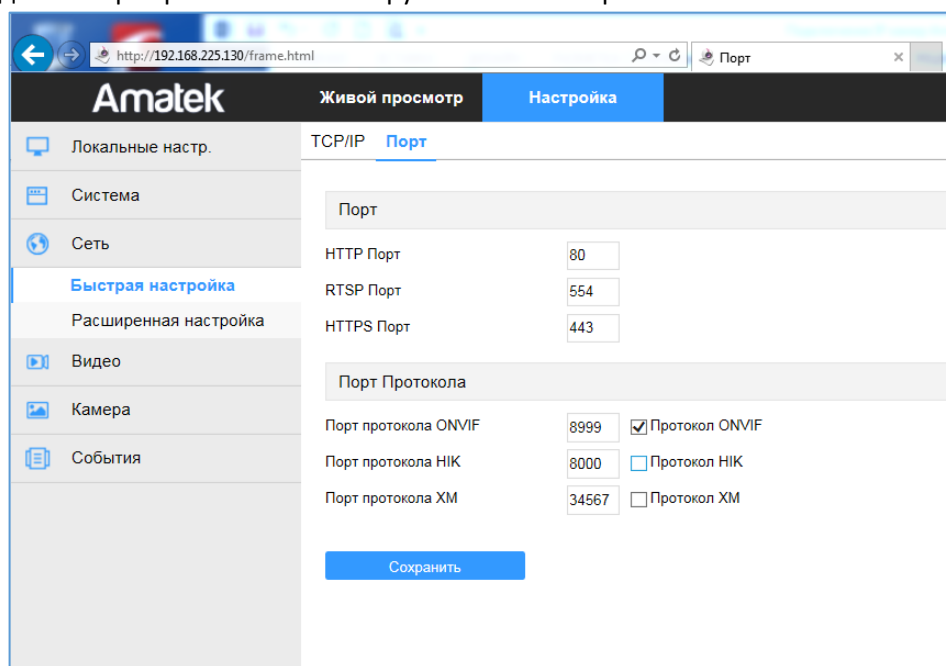 http://192.168.225.130/frame.html
Порт
Amatek
Живой просмотр
Настройка
Локальные настр.
Система
Сеть
Быстрая настройка
Расширенная настройка
Видео
Камера
События
TCP/IP Порт
Порт
HTTP Порт 80
RTSP Порт 554
HTTPS Порт 443
Порт Протокола
Порт протокола ONVIF 8999 Протокол ONVIF
Порт протокола HIK 8000 Протокол HIK
Порт протокола XM 34567 Протокол XM
Сохранить